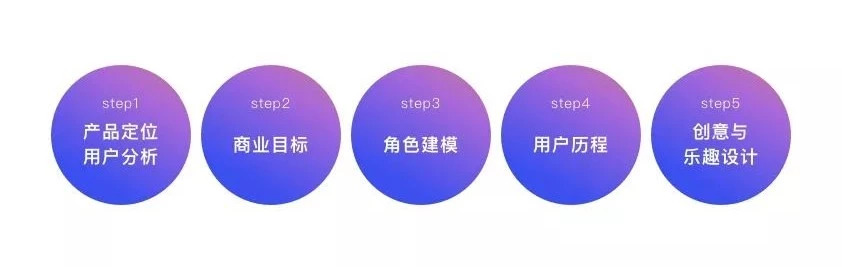 step1
产品定位
用户分析
step2
商业目标
step3
角色建模
step4
用户历程
step5
创意与
乐趣设计